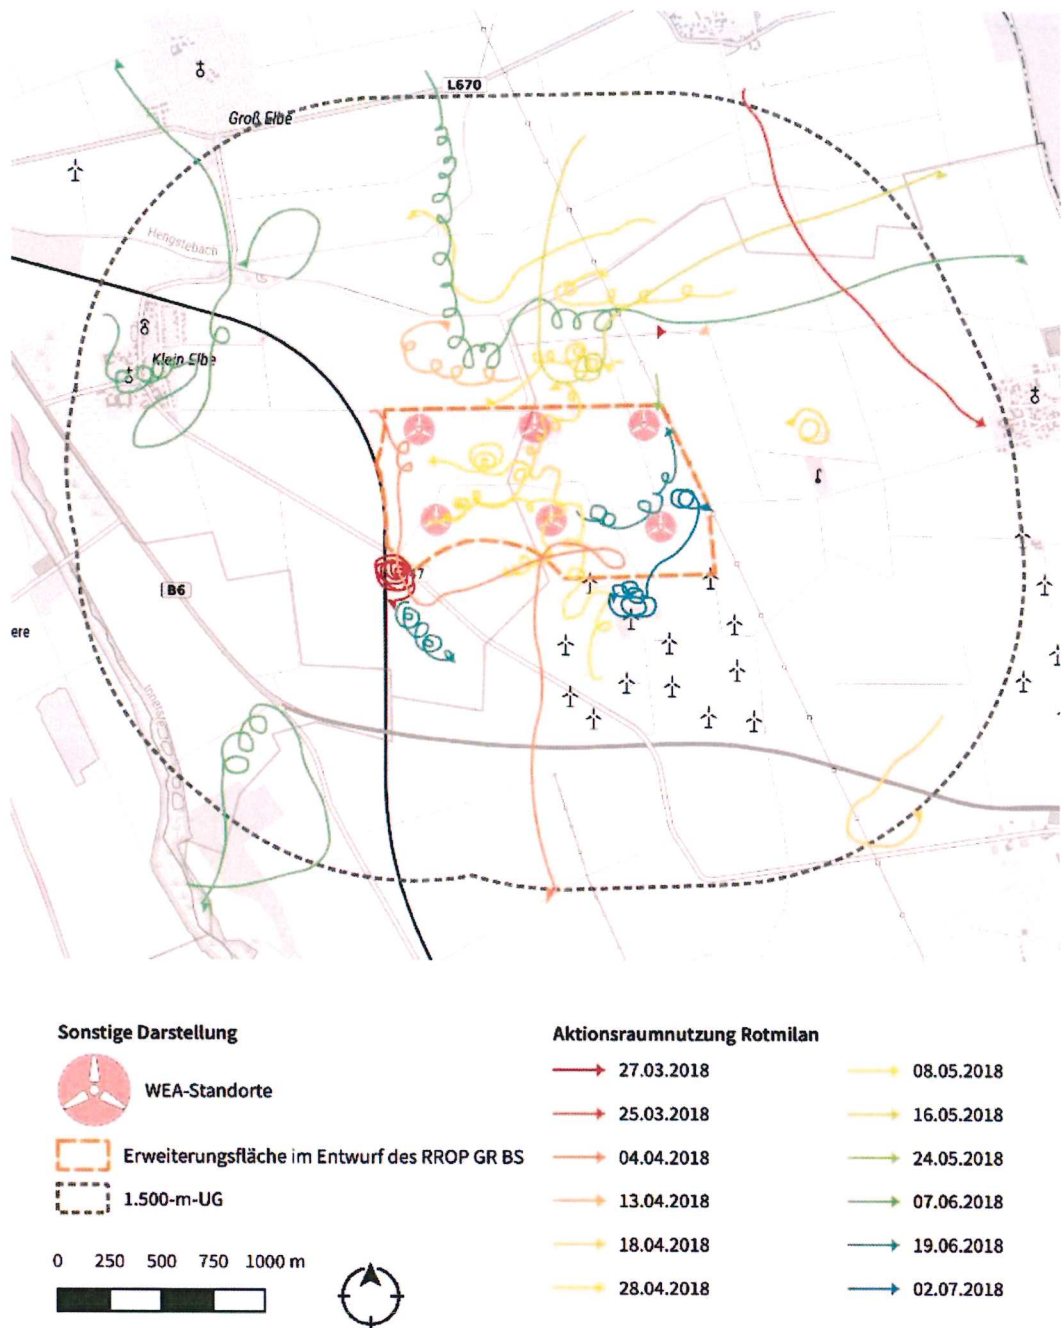 L670
Groß Elbe
Hengstebach
Klein Elbe
7
B6
ere
Innerste
Sonstige Darstellung
WEA-Standorte
Erweiterungsfläche im Entwurf des RROP GR BS
1.500-m-UG
0 250 500 750 1000 m
Aktionsraumnutzung Rotmilan
27.03.2018
25.03.2018
04.04.2018
13.04.2018
18.04.2018
28.04.2018
08.05.2018
16.05.2018
24.05.2018
07.06.2018
19.06.2018
02.07.2018